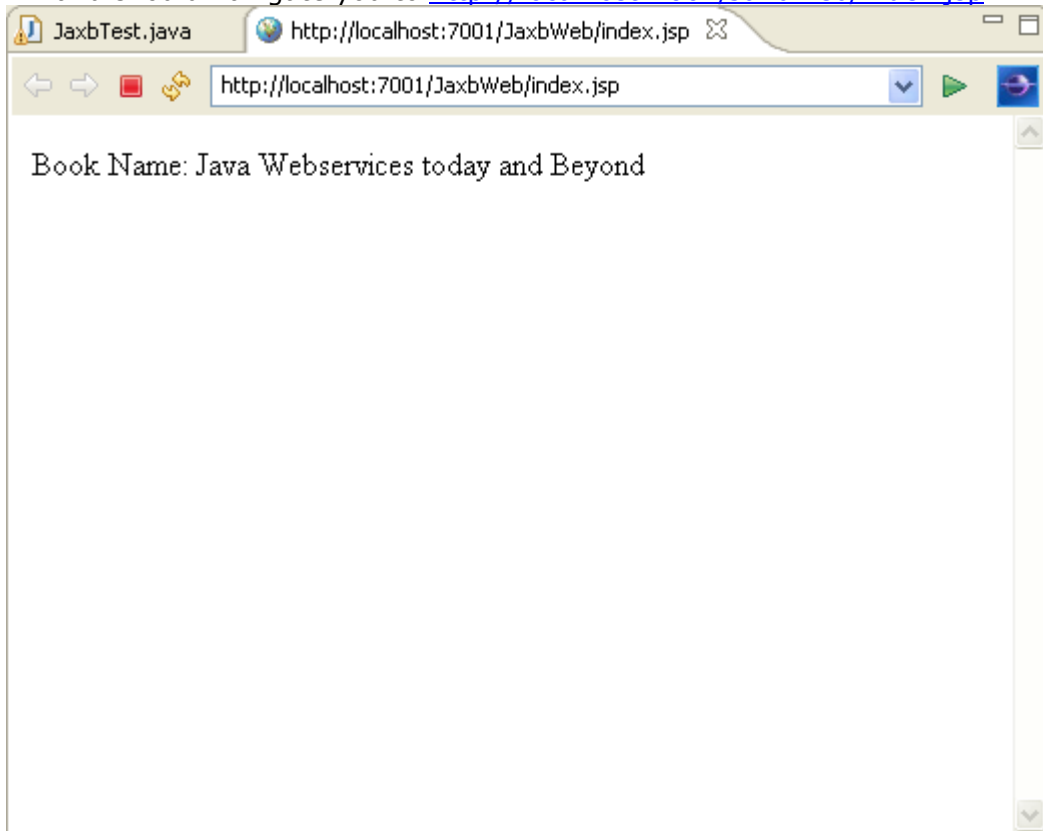 JaxbTest.java
http://localhost:7001/JaxbWeb/index.jsp
http://localhost:7001/JaxbWeb/index.jsp
Book Name: Java Webservices today and Beyond